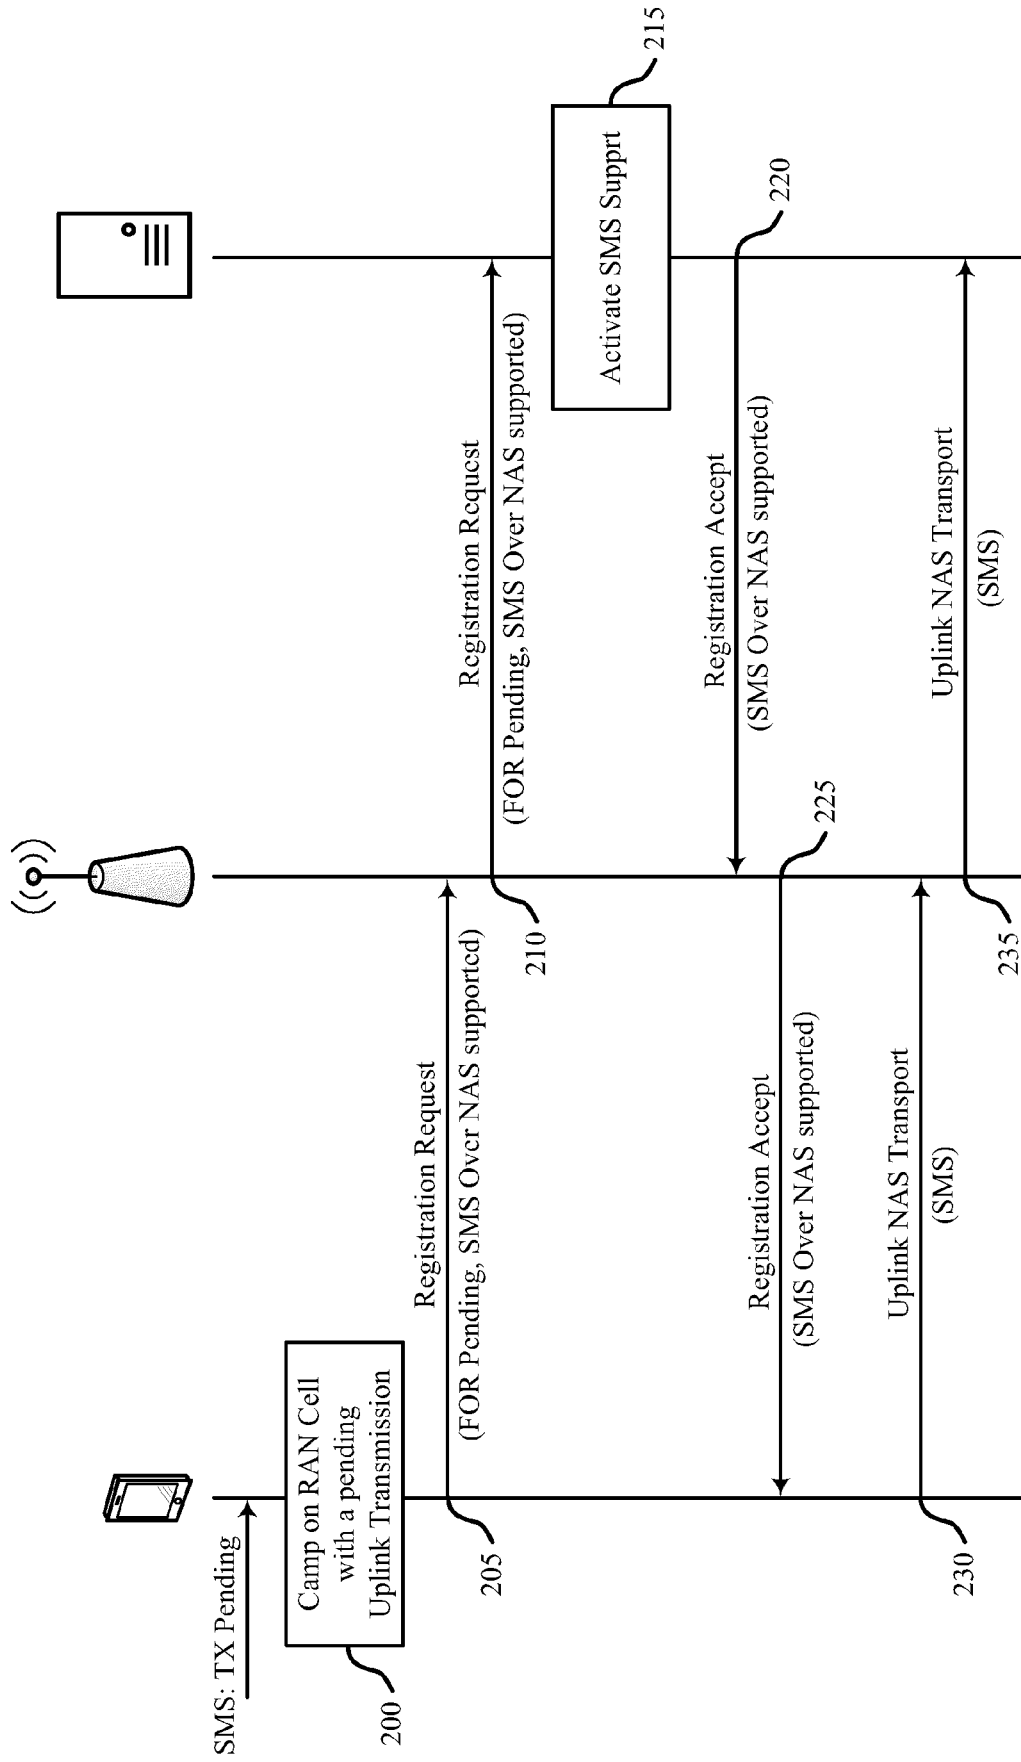 SMS: TX Pending
Camp on RAN Cell
with a pending
Uplink Transmission
200
Registration Request
(FOR Pending, SMS Over NAS supported)
205
Registration Request
(FOR Pending, SMS Over NAS supported)
210
Activate SMS Supprt
215
Registration Accept
(SMS Over NAS supported)
220
Registration Accept
(SMS Over NAS supported)
225
Uplink NAS Transport
(SMS)
230
Uplink NAS Transport
(SMS)
235